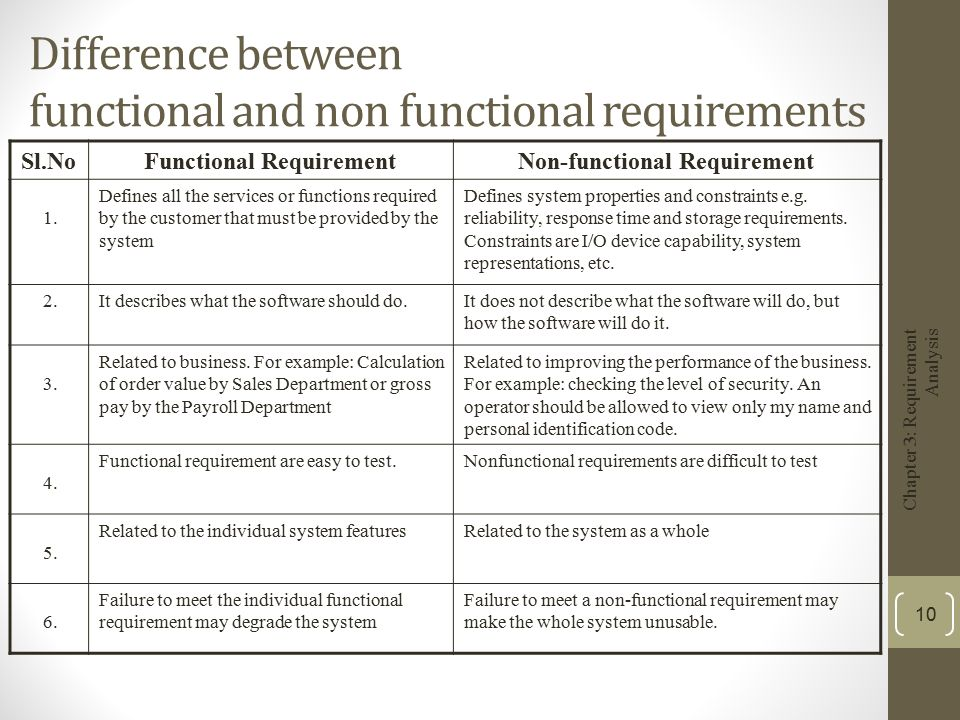 Difference between
functional and non functional requirements
Sl.No
Functional Requirement
Non-functional Requirement
1.
Defines all the services or functions required
by the customer that must be provided by the
system
Defines system properties and constraints e.g.
reliability, response time and storage requirements.
Constraints are I/O device capability, system
representations, etc.
2.
It describes what the software should do.
It does not describe what the software will do, but
how the software will do it.
3.
Related to business. For example: Calculation
of order value by Sales Department or gross
pay by the Payroll Department
Related to improving the performance of the business.
For example: checking the level of security. An
operator should be allowed to view only my name and
personal identification code.
4.
Functional requirement are easy to test.
Nonfunctional requirements are difficult to test
5.
Related to the individual system features
Related to the system as a whole
6.
Failure to meet the individual functional
requirement may degrade the system
Failure to meet a non-functional requirement may
make the whole system unusable.
Chapter 3: Requirement
Analysis
10